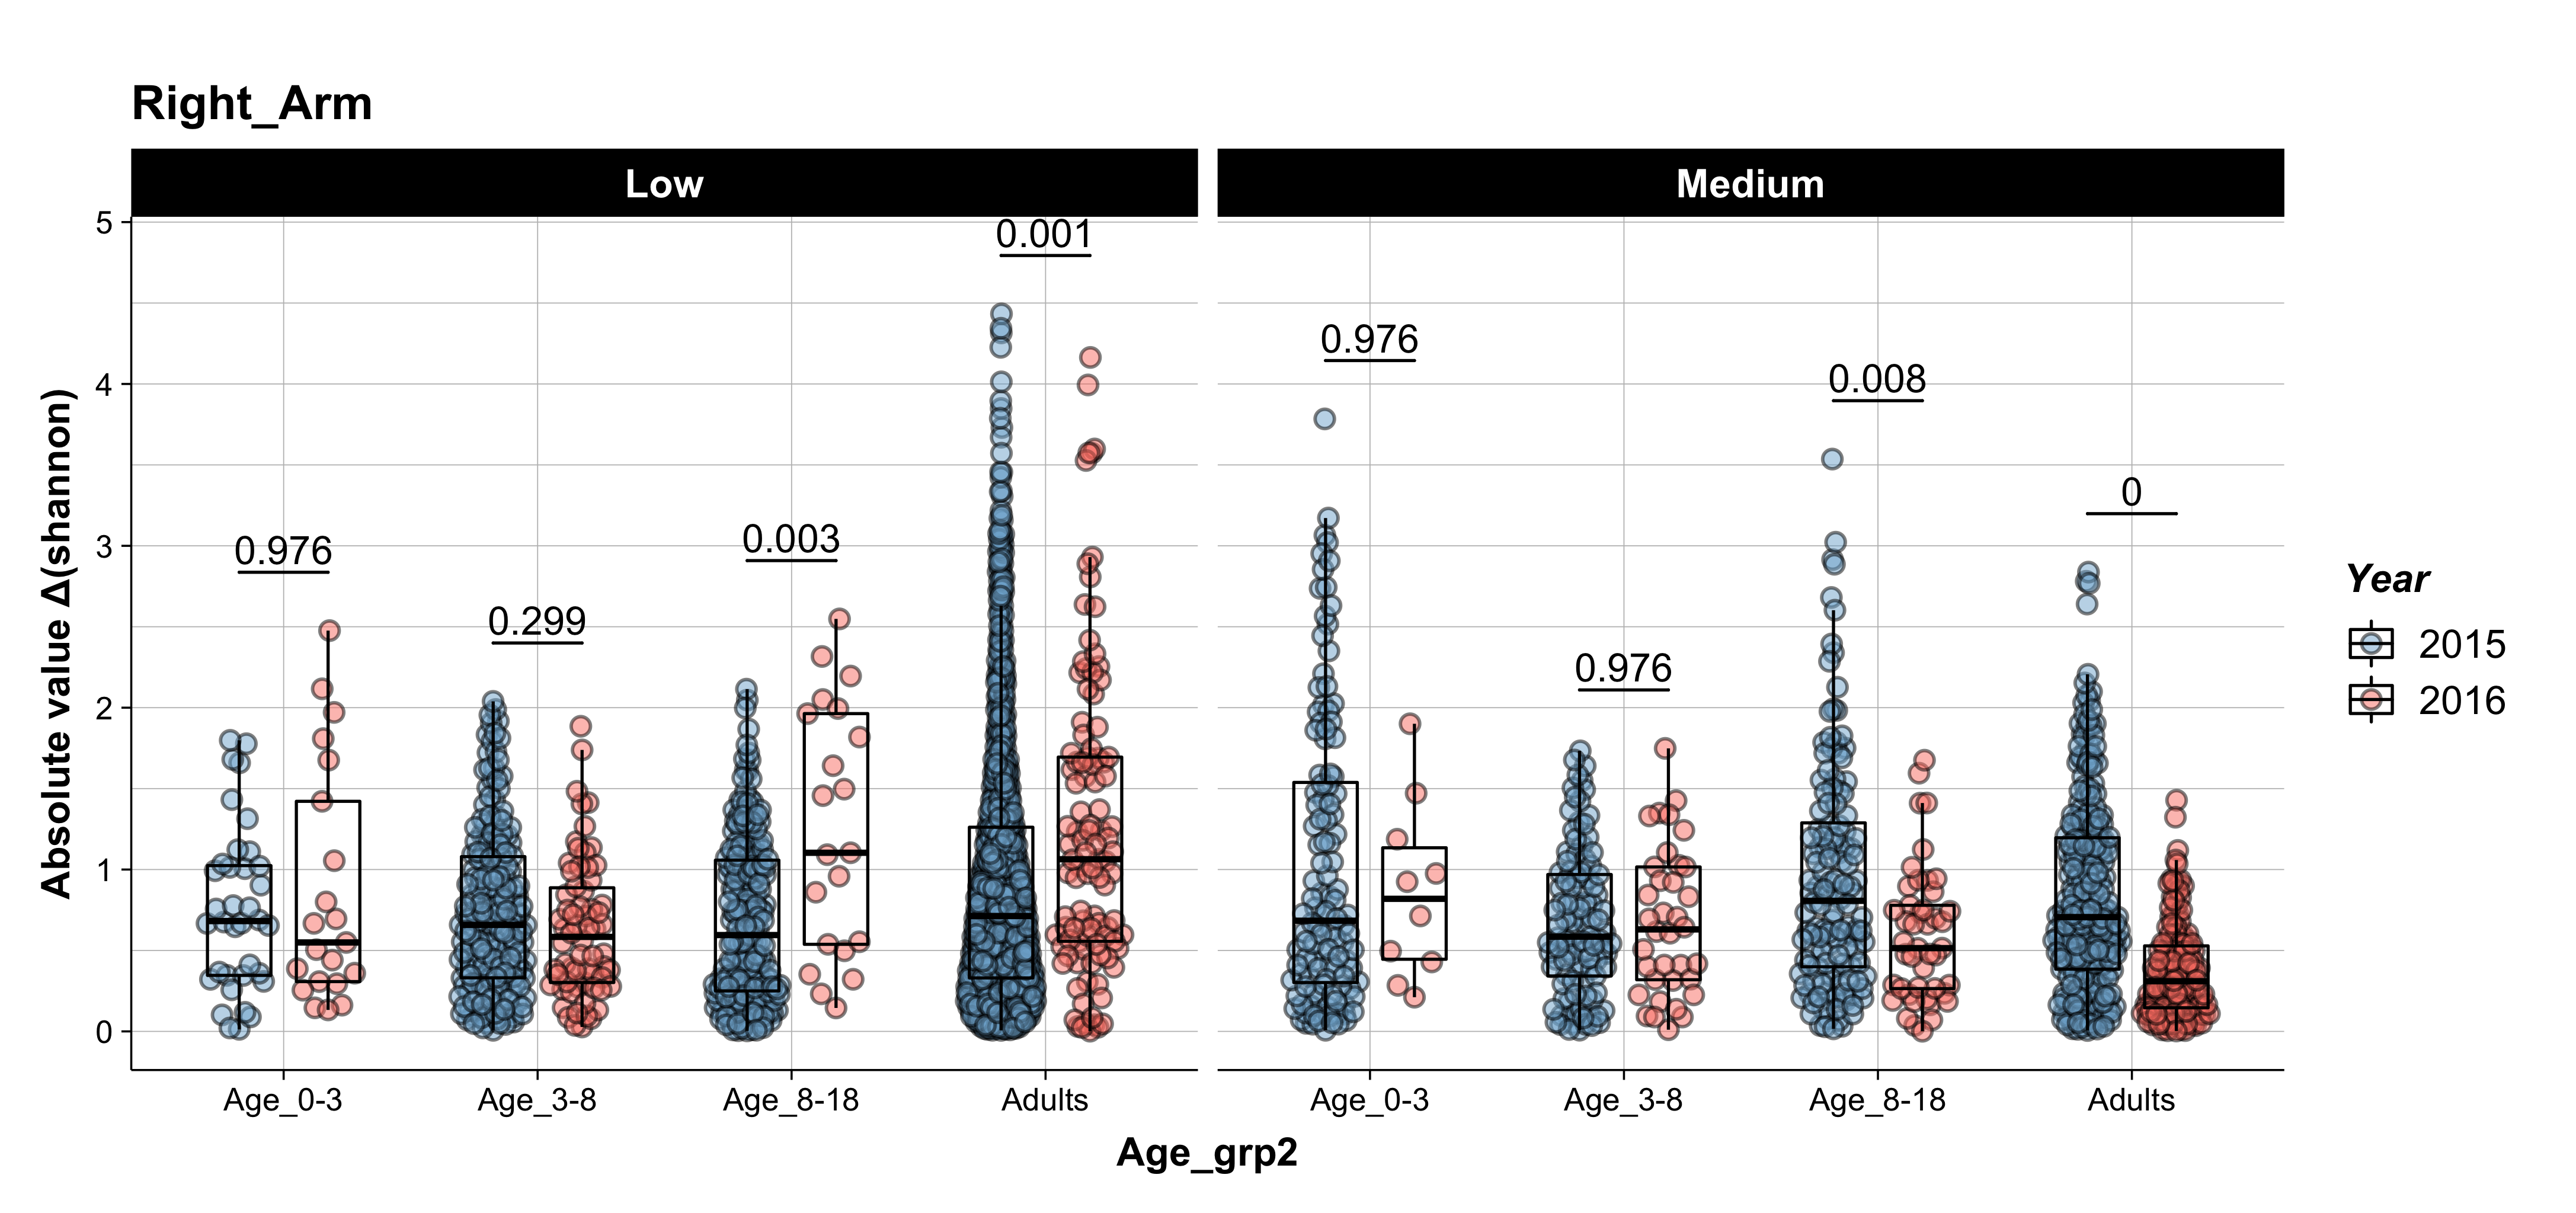 Right_Arm
Low
Medium
Absolute value Δ(shannon)
5
4
3
2
1
0
0.976
0.299
0.003
0.001
0.976
0.976
0.008
0
Age_0-3
Age_3-8
Age_8-18
Adults
Age_0-3
Age_3-8
Age_8-18
Adults
Age_grp2
Year
2015
2016